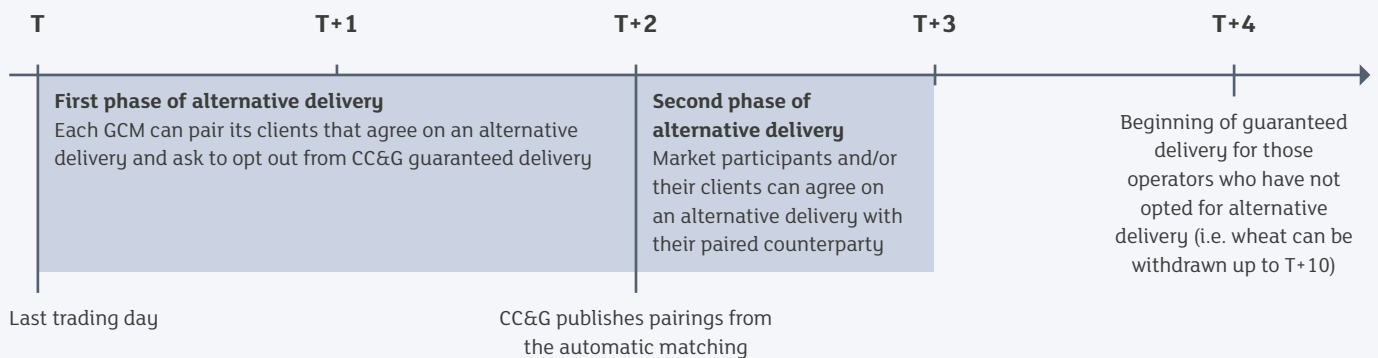 T
T+1
T+2
T+3
T+4
First phase of alternative delivery
Each GCM can pair its clients that agree on an alternative
delivery and ask to opt out from CC&G guaranteed delivery
Second phase of
alternative delivery
Market participants and/or
their clients can agree on
an alternative delivery with
their paired counterparty
Beginning of guaranteed
delivery for those
operators who have not
opted for alternative
delivery (i.e. wheat can be
withdrawn up to T+10)
Last trading day
CC&G publishes pairings from
the automatic matching